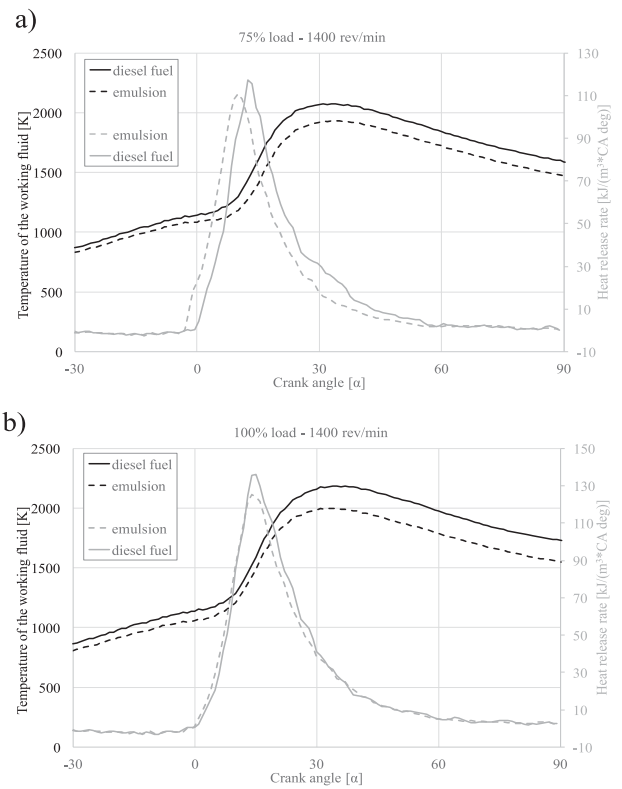 a)
75% load - 1400 rev/min
2500
2000
1500
1000
500
0
130
110
90
70
50
30
10
-10
diesel fuel
emulsion
emulsion
diesel fuel
Temperature of the working fluid [K]
Heat release rate [kJ/(m³*CA deg)]
-30
0
30
60
90
Crank angle [α]
b)
100% load - 1400 rev/min
2500
2000
1500
1000
500
0
150
130
110
90
70
50
30
10
-10
diesel fuel
emulsion
emulsion
diesel fuel
Temperature of the working fluid [K]
Heat release rate [kJ/(m³*CA deg)]
-30
0
30
60
90
Crank angle [α]